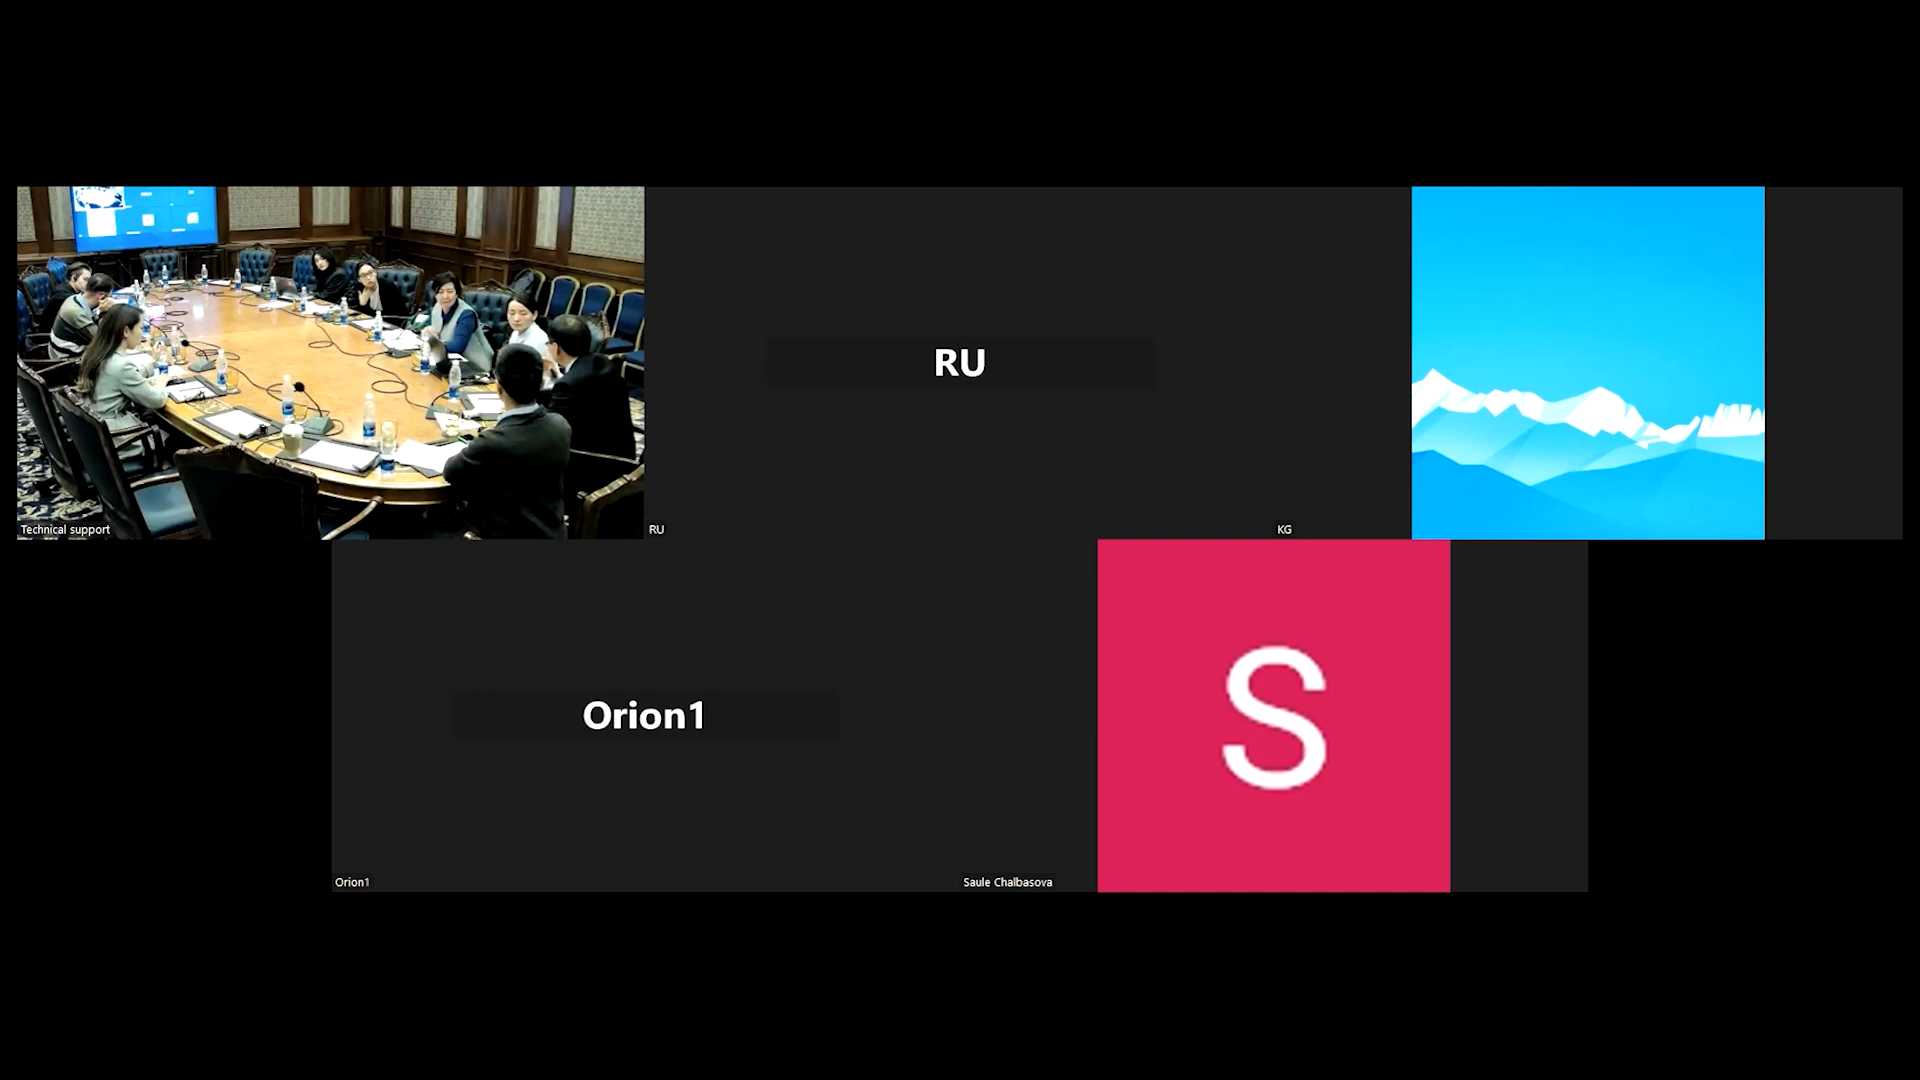 Technical support
RU
RU
KG
Orion1
Orion1
S
Saule Chalbasova